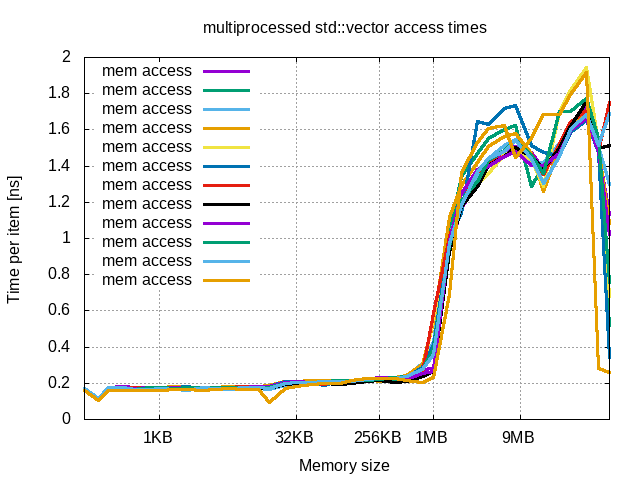 multiprocessed std::vector access times
2
1.8
1.6
1.4
1.2
1
0.8
0.6
0.4
0.2
0
Time per item [ns]
mem access
mem access
mem access
mem access
mem access
mem access
mem access
mem access
mem access
mem access
mem access
mem access
1KB 32KB 256KB 1MB 9MB
Memory size